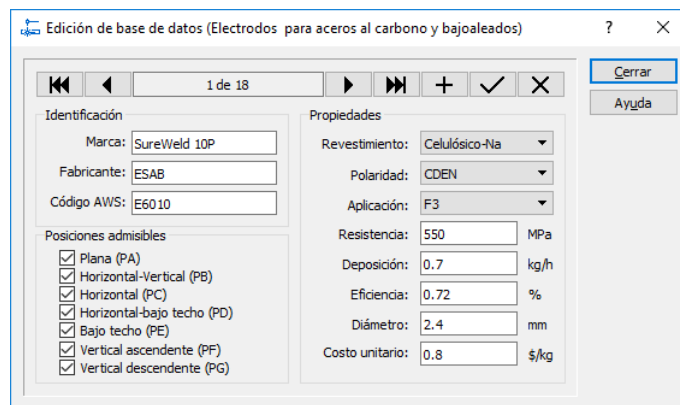 Edición de base de datos (Electrodos para aceros al carbono y bajoaleados)
?
Cerrar
Ayuda
1 de 18
Identificación
Marca: SureWeld 10P
Fabricante: ESAB
Código AWS: E6010
Posiciones admisibles
Plana (PA)
Horizontal-Vertical (PB)
Horizontal (PC)
Horizontal-bajo techo (PD)
Bajo techo (PE)
Vertical ascendente (PF)
Vertical descendente (PG)
Propiedades
Revestimiento: Celulósico-Na
Polaridad: CDEN
Aplicación: F3
Resistencia: 550 MPa
Deposición: 0.7 kg/h
Eficiencia: 0.72 %
Diámetro: 2.4 mm
Costo unitario: 0.8 $/kg